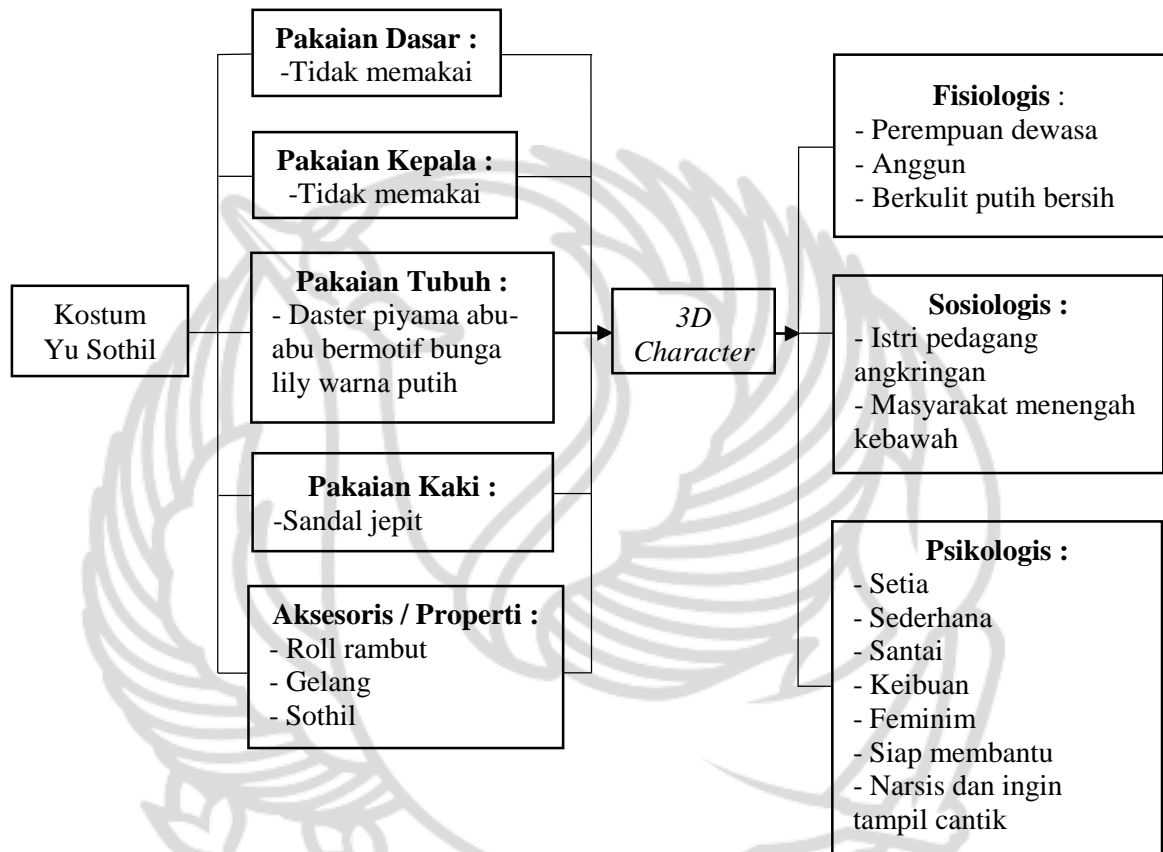 Kostum
Yu Sothil
Pakaian Dasar :
-Tidak memakai
Pakaian Kepala :
-Tidak memakai
Pakaian Tubuh :
- Daster piyama abu-
abu bermotif bunga
lily warna putih
Pakaian Kaki :
-Sandal jepit
Aksesoris / Properti :
- Roll rambut
- Gelang
- Sothil
3D
Character
Fisiologis :
- Perempuan dewasa
- Anggun
- Berkulit putih bersih
Sosiologis :
- Istri pedagang
angkringan
- Masyarakat menengah
kebawah
Psikologis :
- Setia
- Sederhana
- Santai
- Keibuan
- Feminim
- Siap membantu
- Narsis dan ingin
tampil cantik